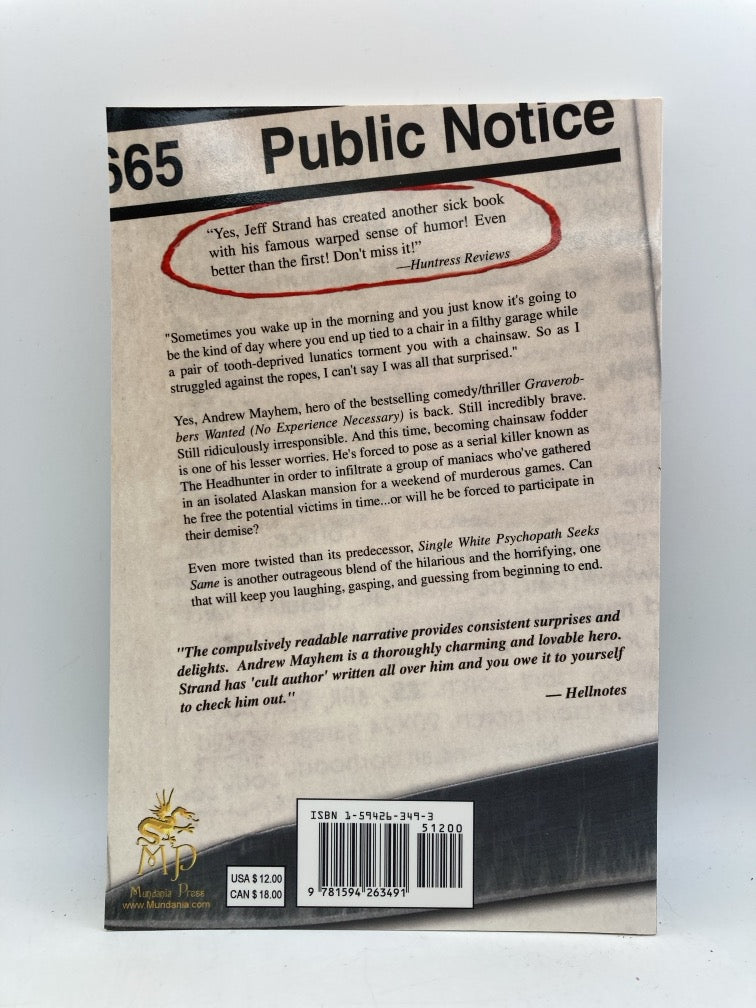 665 Public Notice
“Yes, Jeff Strand has created another sick book
with his famous warped sense of humor! Even
better than the first! Don't miss it!”
—Huntress Reviews
"Sometimes you wake up in the morning and you just know it's going to
be the kind of day where you end up tied to a chair in a filthy garage while
a pair of tooth-deprived lunatics torment you with a chainsaw. So as I
struggled against the ropes, I can't say I was all that surprised."
Yes, Andrew Mayhem, hero of the bestselling comedy/thriller Graverob-
bers Wanted (No Experience Necessary) is back. Still incredibly brave.
Still ridiculously irresponsible. And this time, becoming chainsaw fodder
is one of his lesser worries. He's forced to pose as a serial killer known as
The Headhunter in order to infiltrate a group of maniacs who've gathered
in an isolated Alaskan mansion for a weekend of murderous games. Can
he free the potential victims in time...or will he be forced to participate in
their demise?
Even more twisted than its predecessor, Single White Psychopath Seeks
Same is another outrageous blend of the hilarious and the horrifying, one
that will keep you laughing, gasping, and guessing from beginning to end.
"The compulsively readable narrative provides consistent surprises and
delights. Andrew Mayhem is a thoroughly charming and lovable hero.
Strand has 'cult author' written all over him and you owe it to yourself
to check him out."
— Hellnotes
MP
Mundania Press
www.Mundania.com
USA $ 12.00
CAN $ 18.00
ISBN 1-59426-349-3
51200
9 781594 263491